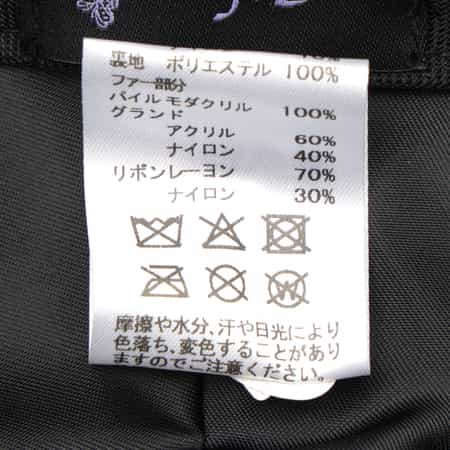 裏地 ポリエステル 100%
ファー部分
パイル モダクリル 100%
グランド
アクリル 60%
ナイロン 40%
リボンレーヨン 70%
ナイロン 30%
W
摩擦や水分、汗や日光により
色落ち、変色することがあり
ますのでご注意ください。